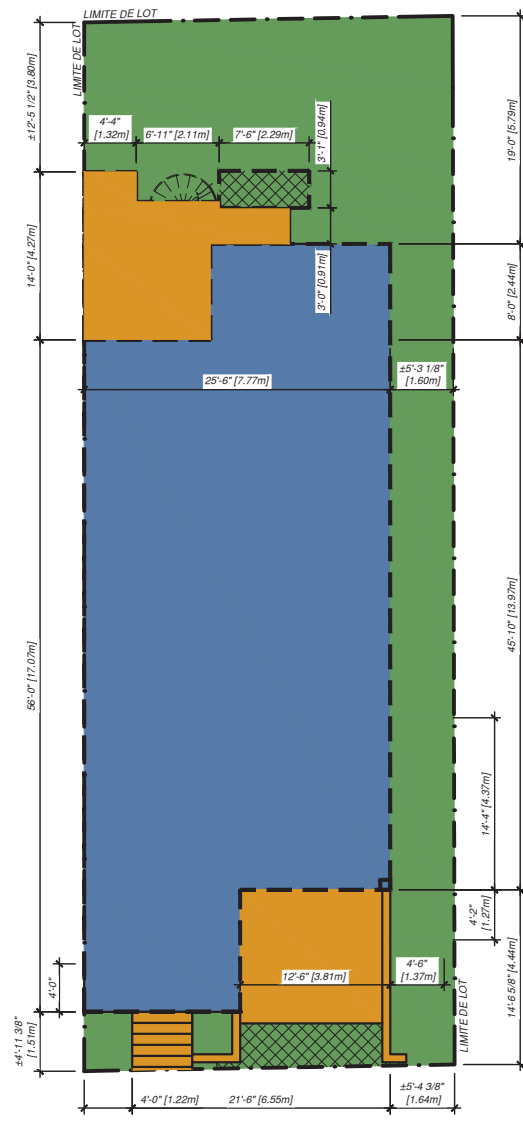 LIMITE DE LOT
LIMITE DE LOT
±12'-5 1/2" [3.80m]
4'-4"
[1.32m]
6'-11" [2.11m]
7'-6" [2.29m]
3'-1" [0.94m]
19'-0" [5.79m]
14'-0" [4.27m]
3'-0" [0.91m]
8'-0" [2.44m]
25'-6" [7.77m]
±5'-3 1/8"
[1.60m]
56'-0" [17.07m]
45'-10" [13.97m]
14'-4" [4.37m]
4'-2"
[1.27m]
12'-6" [3.81m]
4'-6"
[1.37m]
4'-0"
14'-6 5/8" [4.44m]
LIMITE DE LOT
±4'-11 3/8"
[1.51m]
4'-0" [1.22m]
21'-6" [6.55m]
±5'-4 3/8"
[1.64m]